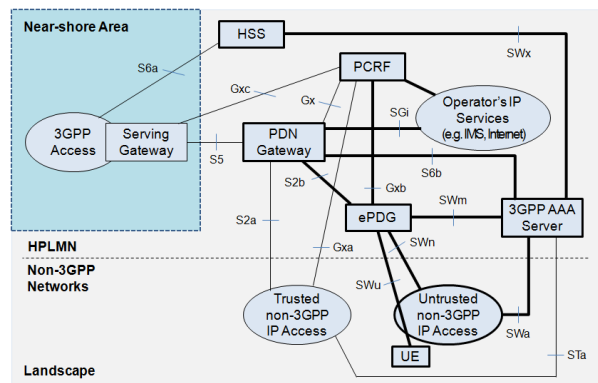 Near-shore Area
HSS
SWx
S6a
PCRF
Gxc
Gx
Operator's IP
Services
(e.g. IMS, Internet)
SGi
3GPP
Access
Serving
Gateway
S5
PDN
Gateway
S6b
S2b
Gxb
S2a
ePDG
SWm
3GPP AAA
Server
SWn
Gxa
HPLMN
Non-3GPP
Networks
SWu
Trusted
non-3GPP
IP Access
Untrusted
non-3GPP
IP Access
SWa
UE
STa
Landscape